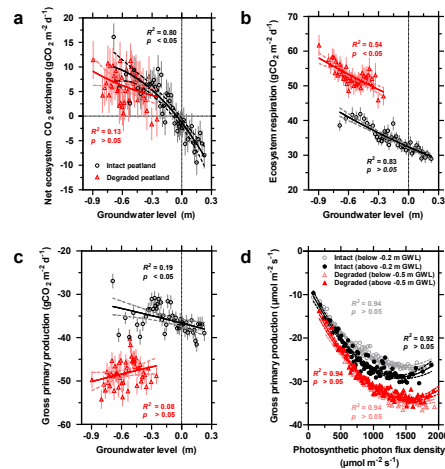 a
Net ecosystem CO2 exchange (gCO2 m-2 d-1)
20
15
10
5
0
-5
-10
-15
R2 = 0.80
p < 0.05
R2 = 0.13
p > 0.05
Intact peatland
Degraded peatland
-0.9 -0.6 -0.3 0.0 0.3
Groundwater level (m)
b
Ecosystem respiration (gCO2 m-2 d-1)
70
60
50
40
30
20
R2 = 0.54
p < 0.05
R2 = 0.83
p > 0.05
-0.9 -0.6 -0.3 0.0 0.3
Groundwater level (m)
c
Gross primary production (gCO2 m-2 d-1)
-20
-30
-40
-50
-60
R2 = 0.19
p < 0.05
R2 = 0.08
p > 0.05
-0.9 -0.6 -0.3 0.0 0.3
Groundwater level (m)
d
Gross primary production (µmol m-2 s-1)
0
-10
-20
-30
-40
Intact (below -0.2 m GWL)
Intact (above -0.2 m GWL)
Degraded (below -0.5 m GWL)
Degraded (above -0.5 m GWL)
R2 = 0.94
p > 0.05
R2 = 0.92
p > 0.05
R2 = 0.94
p > 0.05
R2 = 0.94
p > 0.05
0 500 1000 1500 2000
Photosynthetic photon flux density
(µmol m-2 s-1)